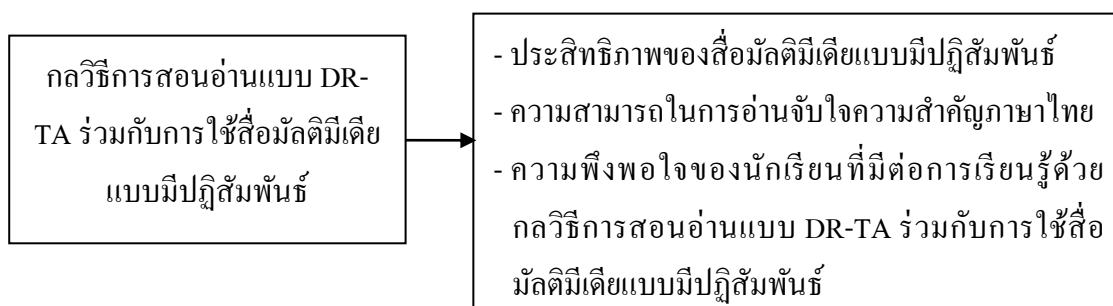 กลวิธีการสอนอ่านแบบ DR-
TA ร่วมกับการใช้สื่อมัลติมีเดีย
แบบมีปฏิสัมพันธ์
- ประสิทธิภาพของสื่อมัลติมีเดียแบบมีปฏิสัมพันธ์
- ความสามารถในการอ่านจับใจความสำคัญภาษาไทย
- ความพึงพอใจของนักเรียนที่มีต่อการเรียนรู้ด้วย
กลวิธีการสอนอ่านแบบ DR-TA ร่วมกับการใช้สื่อ
มัลติมีเดียแบบมีปฏิสัมพันธ์